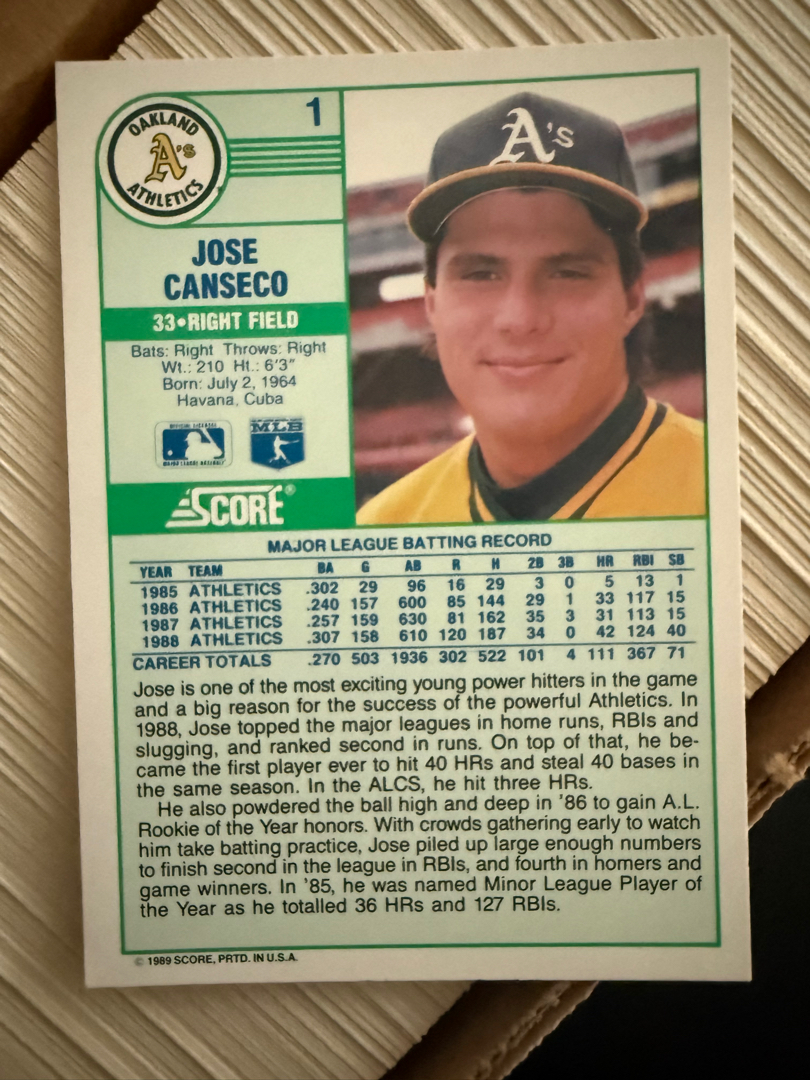 1
OAKLAND
A's
ATHLETICS
A's
JOSE
CANSECO
33•RIGHT FIELD
Bats: Right Throws: Right
Wt.: 210 Ht.: 6'3"
Born: July 2, 1964
Havana, Cuba
OFFICIAL LICENSEE
MAJOR LEAGUE BASEBALL
MLB
SCORE®
MAJOR LEAGUE BATTING RECORD
YEAR TEAM BA G AB R H 2B 3B HR RBI SB
1985 ATHLETICS .302 29 96 16 29 3 0 5 13 1
1986 ATHLETICS .240 157 600 85 144 29 1 33 117 15
1987 ATHLETICS .257 159 630 81 162 35 3 31 113 15
1988 ATHLETICS .307 158 610 120 187 34 0 42 124 40
CAREER TOTALS .270 503 1936 302 522 101 4 111 367 71
Jose is one of the most exciting young power hitters in the game
and a big reason for the success of the powerful Athletics. In
1988, Jose topped the major leagues in home runs, RBIs and
slugging, and ranked second in runs. On top of that, he be-
came the first player ever to hit 40 HRs and steal 40 bases in
the same season. In the ALCS, he hit three HRs.
He also powdered the ball high and deep in '86 to gain A.L.
Rookie of the Year honors. With crowds gathering early to watch
him take batting practice, Jose piled up large enough numbers
to finish second in the league in RBIs, and fourth in homers and
game winners. In '85, he was named Minor League Player of
the Year as he totalled 36 HRs and 127 RBIs.
© 1989 SCORE, PRTD. IN U.S.A.